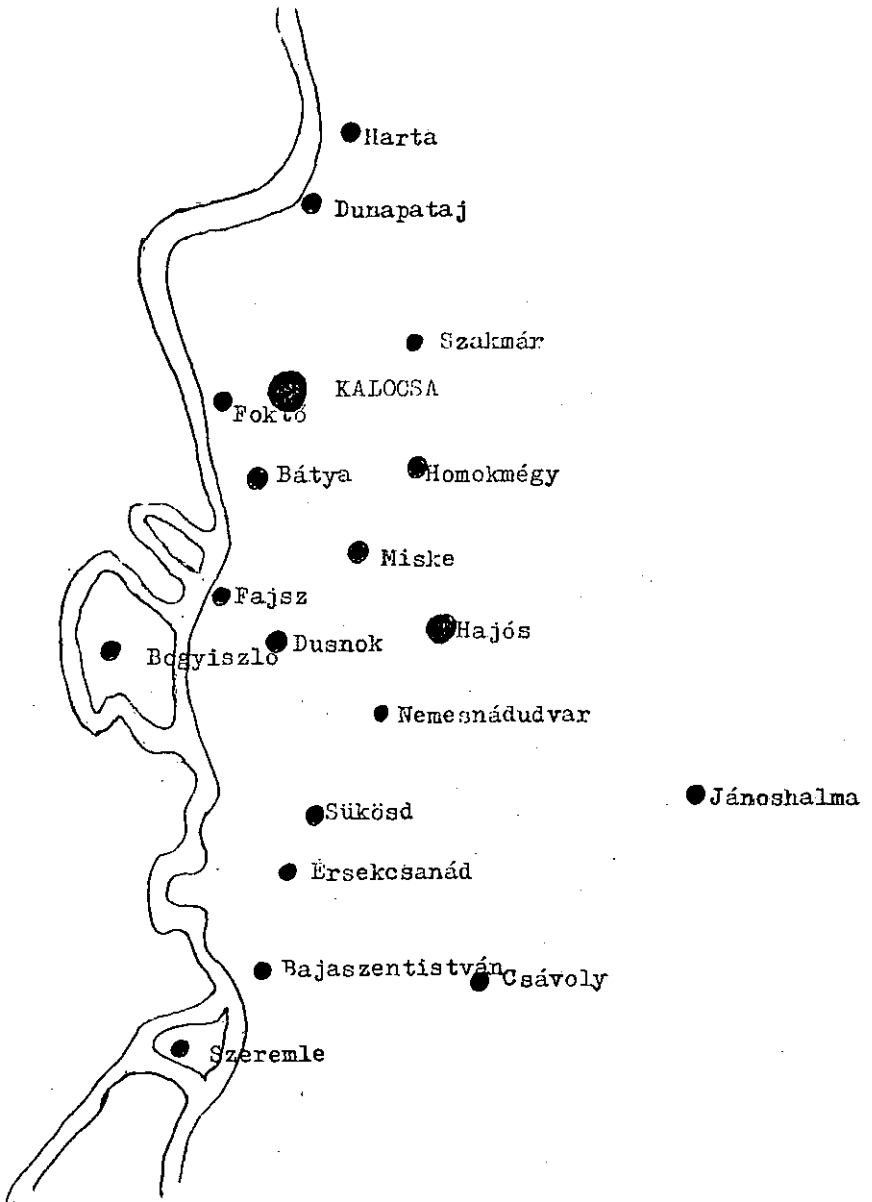 Harta
Dunapataj
Szakmár
KALOCSA
Foktő
Bátya
Homokmégy
Miske
Fajsz
Hajós
Dusnok
Bogyiszló
Nemesnádudvar
Jánoshalma
Sükösd
Érsekcsanád
Bajaszentistván
Csávoly
Szeremle